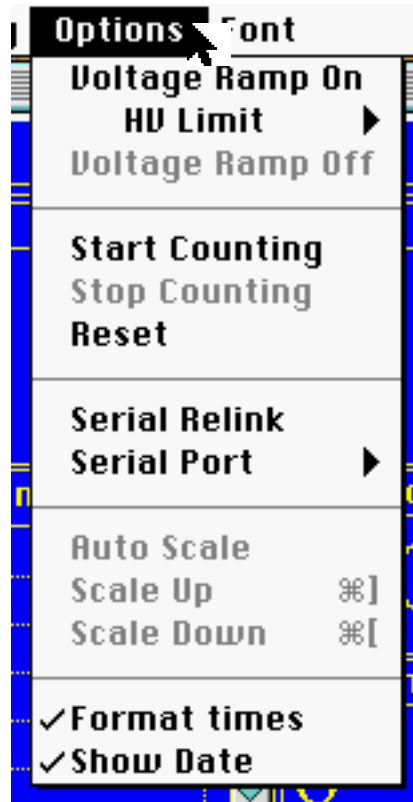 Options Font
Voltage Ramp On
HV Limit
Voltage Ramp Off
Start Counting
Stop Counting
Reset
Serial Relink
Serial Port
Auto Scale
Scale Up ⌘]
Scale Down ⌘[
✓Format times
✓Show Date